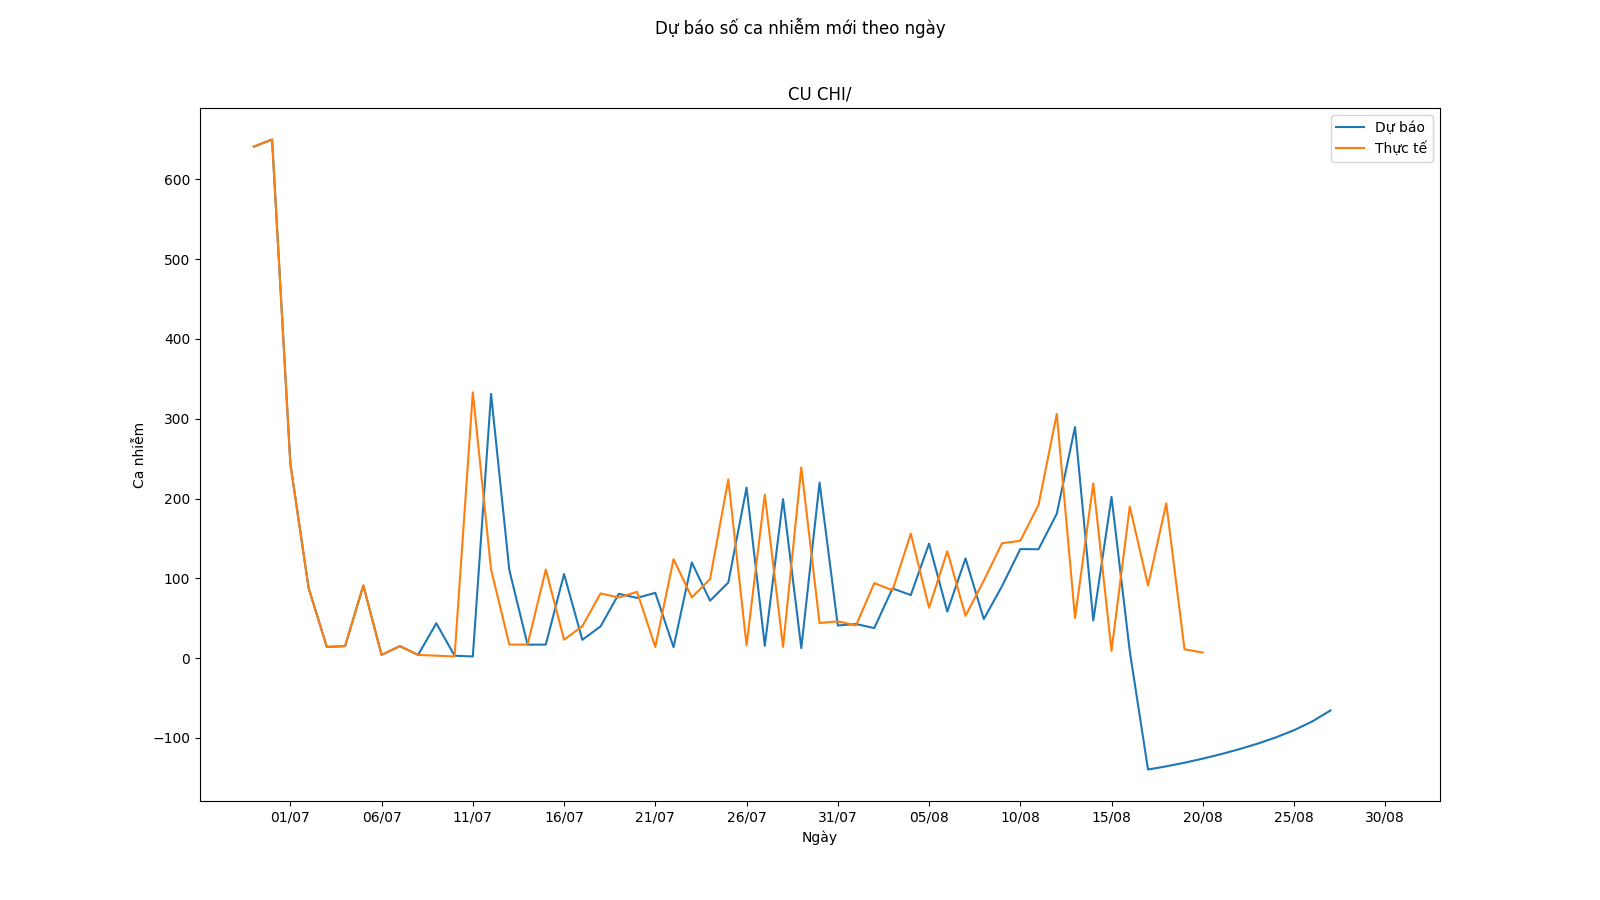 Dự báo số ca nhiễm mới theo ngày
CU CHI/
Dự báo
Thực tế
600
500
400
300
200
100
0
−100
Ca nhiễm
01/07 06/07 11/07 16/07 21/07 26/07 31/07 05/08 10/08 15/08 20/08 25/08 30/08
Ngày